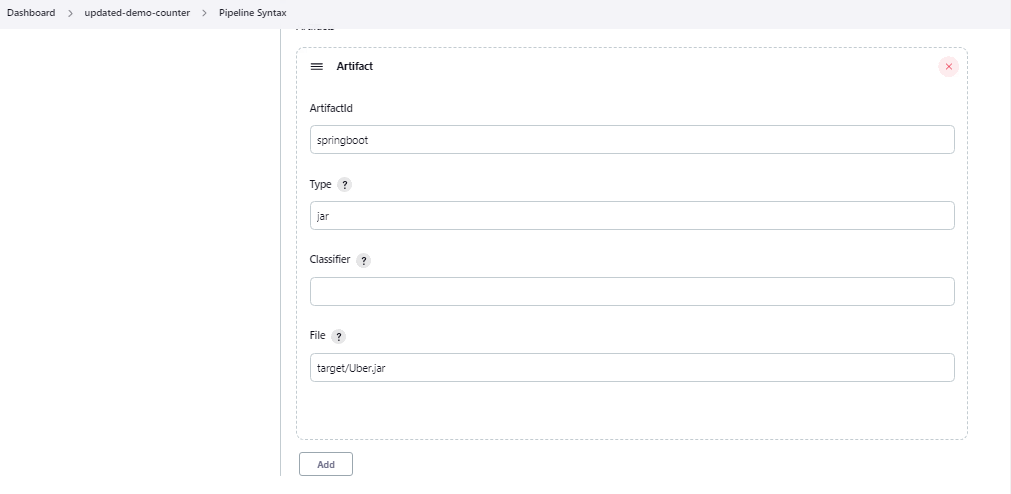 Dashboard > updated-demo-counter > Pipeline Syntax
Artifact
ArtifactId
springboot
Type ?
jar
Classifier ?
File ?
target/Uber.jar
Add